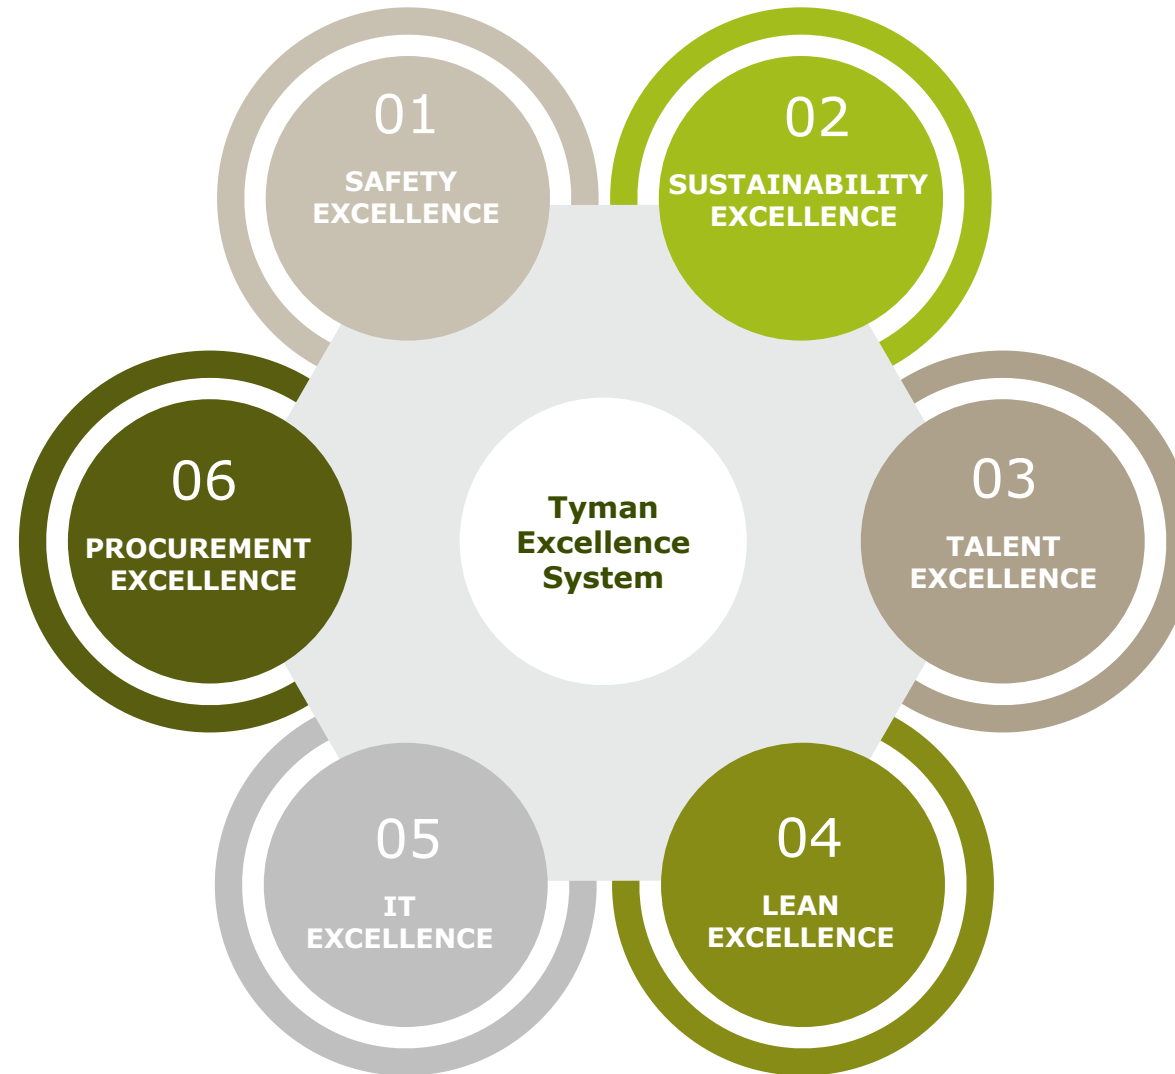 01
SAFETY
EXCELLENCE
02
SUSTAINABILITY
EXCELLENCE
03
TALENT
EXCELLENCE
04
LEAN
EXCELLENCE
05
IT
EXCELLENCE
06
PROCUREMENT
EXCELLENCE
Tyman
Excellence
System